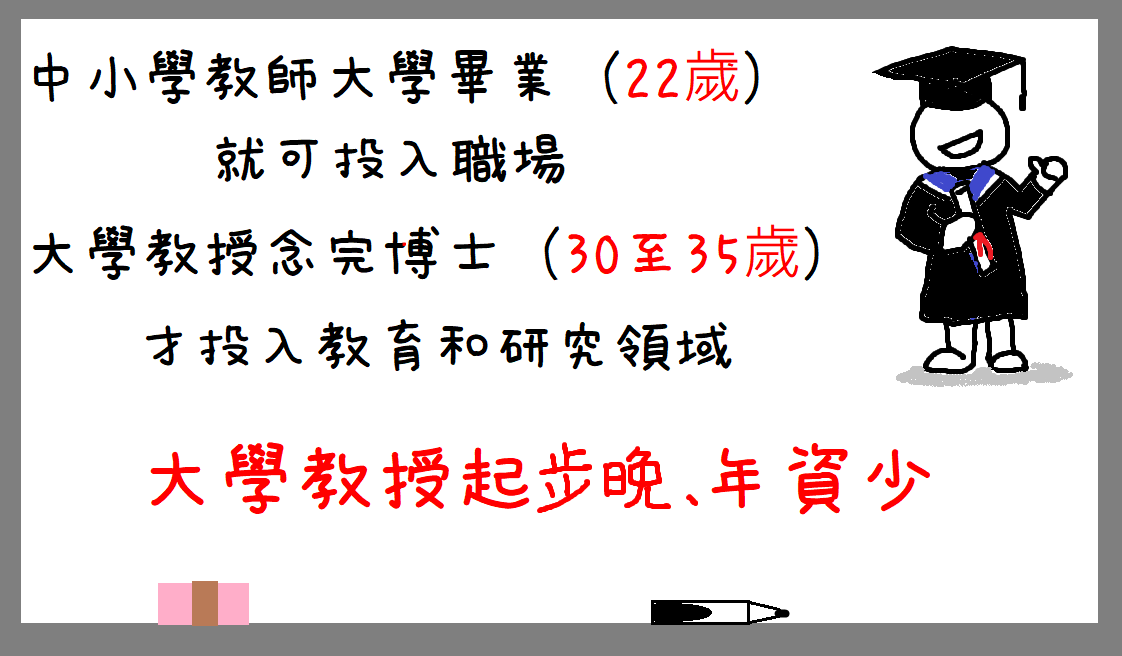 中小學教師大學畢業（22歲）
就可投入職場
大學教授念完博士（30至35歲）
才投入教育和研究領域
大學教授起步晚、年資少